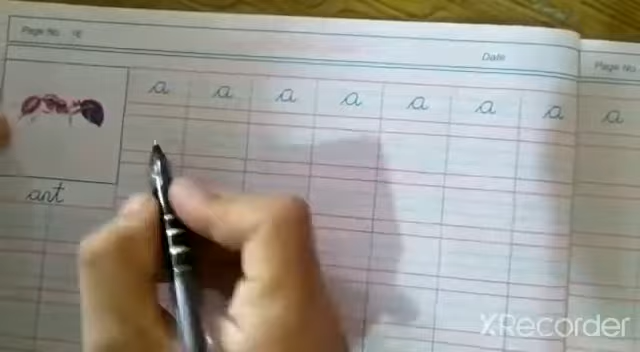 Page No.
Date
Page No.
a a a a a a a a
ant
XRecorder